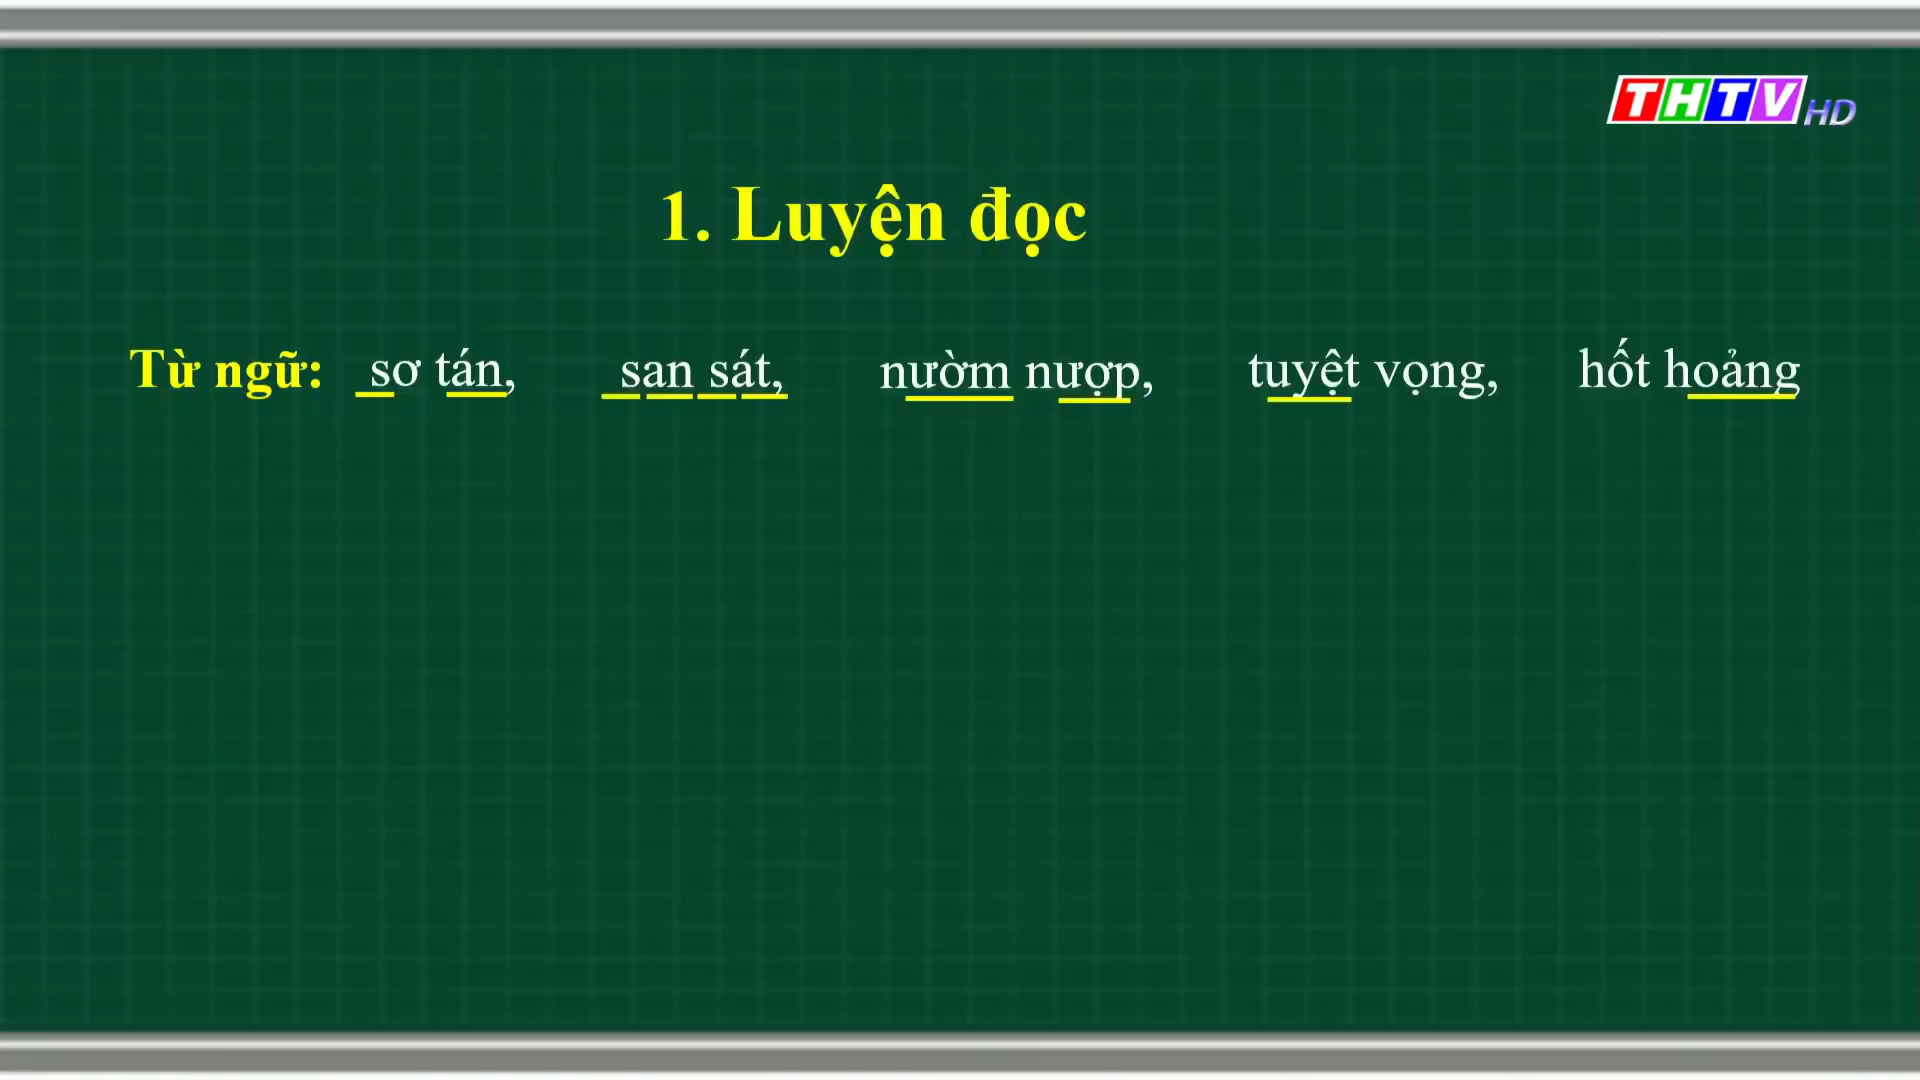 THTV HD
1. Luyện đọc
Từ ngữ: sơ tán, san sát, nườm nượp, tuyệt vọng, hốt hoảng